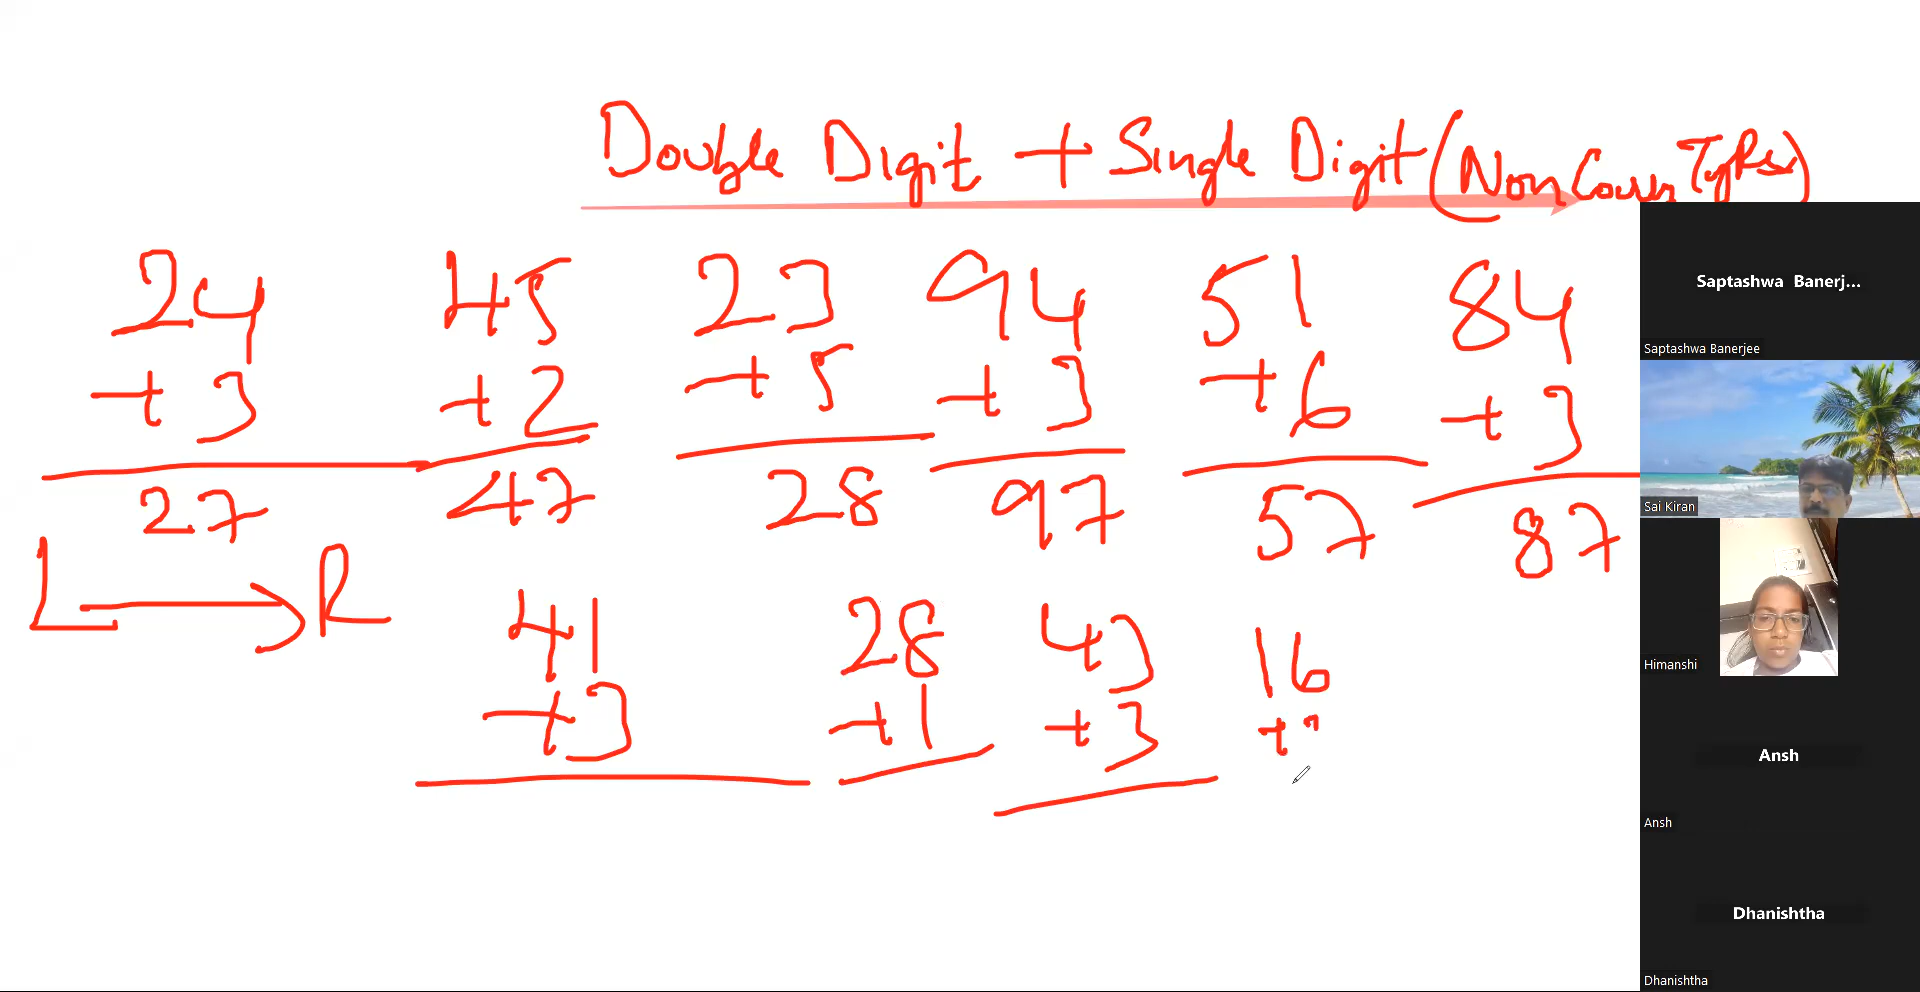 Double Digit + Single Digit (Non Types)
24 45 23 94 51 84
+ 3 + 2 + 5 + 3 + 6 + 3
27 47 28 97 57 87
L R
41 28 43 16
+3 +1 +3 +
Saptashwa Banerj...
Saptashwa Banerjee
Sai Kiran
Himanshi
Ansh
Ansh
Dhanishtha
Dhanishtha